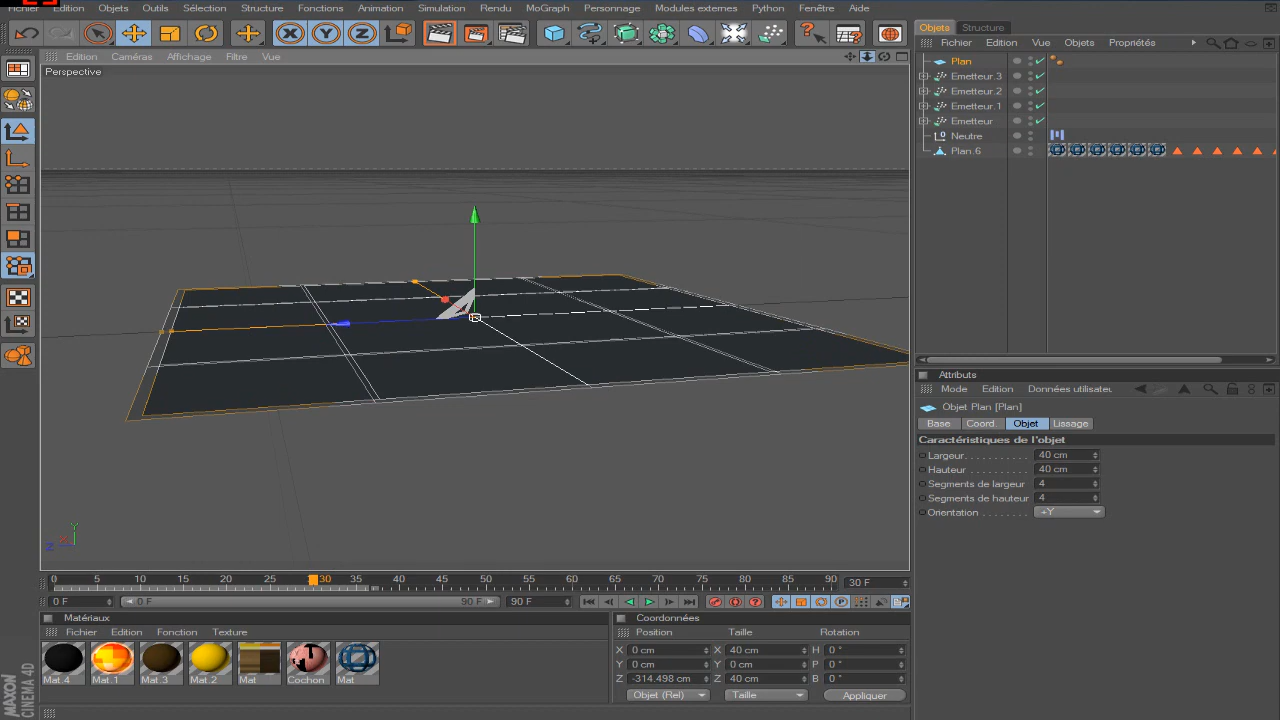 Fichier Edition Objets Outils Sélection Structure Fonctions Animation Simulation Rendu MoGraph Personnage Modules externes Python Fenêtre Aide
X Y Z
Edition Caméras Affichage Filtre Vue
Perspective
Y
Z X
0 5 10 15 20 25 30 35 40 45 50 55 60 65 70 75 80 85 90
30 F
0 F
0 F
90 F
90 F
Matériaux
Fichier Edition Fonction Texture
Mat.4 Mat.1 Mat.3 Mat.2 Mat Cochon Mat
MAXON
CINEMA 4D
Coordonnées
Position Taille Rotation
X 0 cm X 40 cm H 0 °
Y 0 cm Y 0 cm P 0 °
Z -314.498 cm Z 40 cm B 0 °
Objet (Rel) Taille Appliquer
Objets Structure
Fichier Edition Vue Objets Propriétés
Plan
Emetteur.3
Emetteur.2
Emetteur.1
Emetteur
Neutre
Plan.6
Attributs
Mode Edition Données utilisateu
Objet Plan [Plan]
Base Coord. Objet Lissage
Caractéristiques de l'objet
Largeur 40 cm
Hauteur 40 cm
Segments de largeur 4
Segments de hauteur 4
Orientation +Y